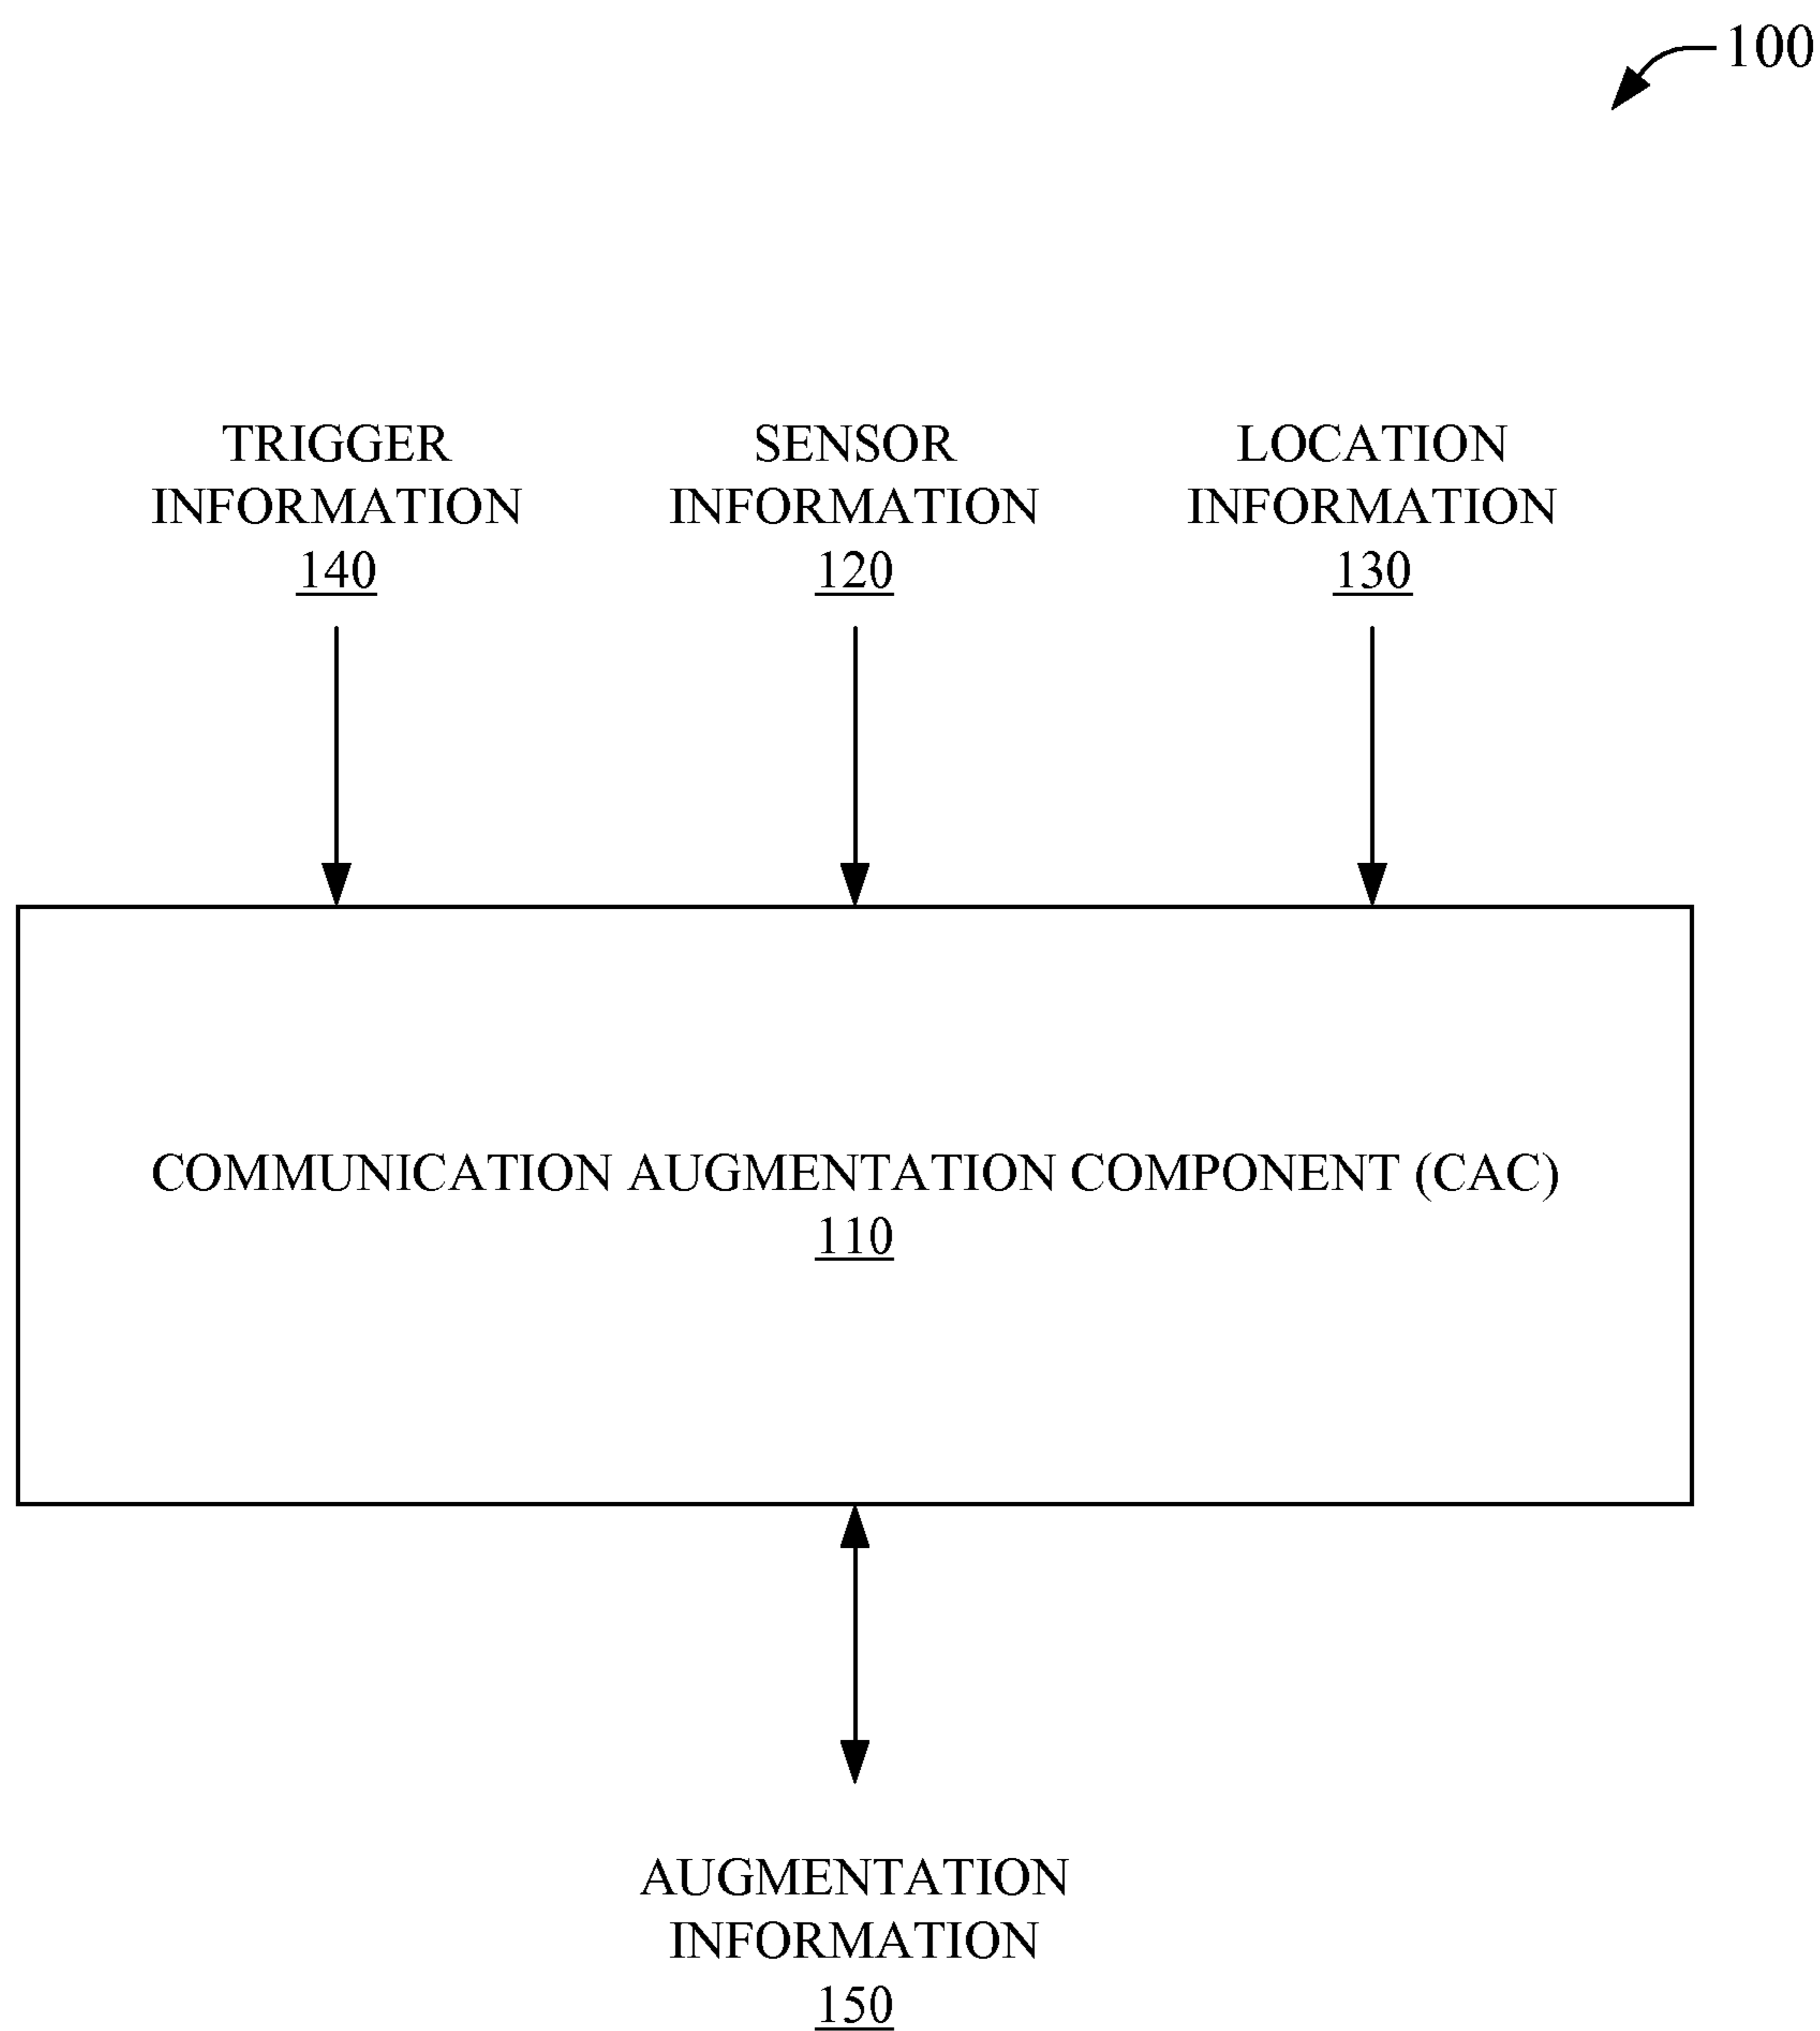 100
TRIGGER
INFORMATION
140
SENSOR
INFORMATION
120
LOCATION
INFORMATION
130
COMMUNICATION AUGMENTATION COMPONENT (CAC)
110
AUGMENTATION
INFORMATION
150